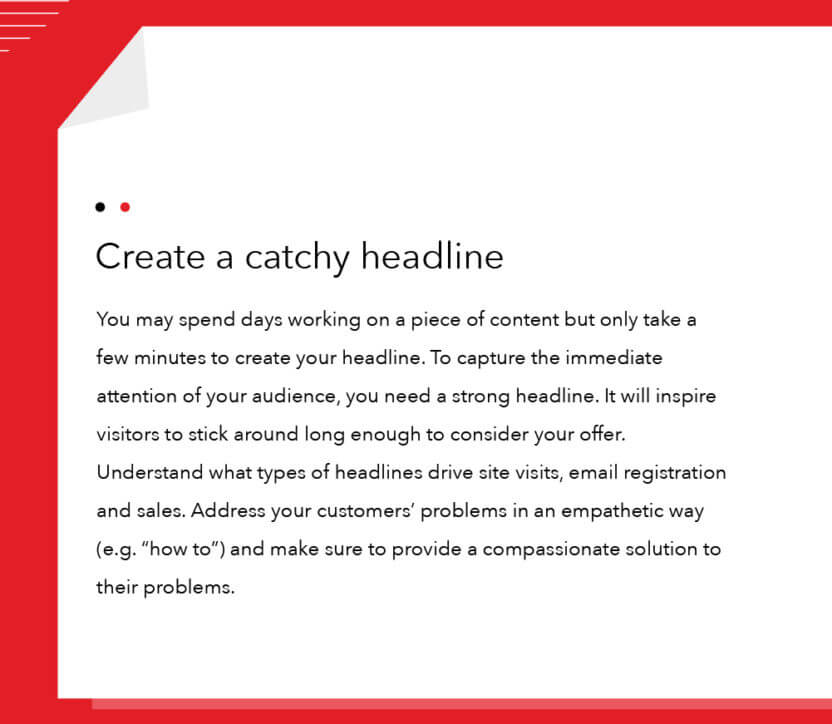 Create a catchy headline
You may spend days working on a piece of content but only take a
few minutes to create your headline. To capture the immediate
attention of your audience, you need a strong headline. It will inspire
visitors to stick around long enough to consider your offer.
Understand what types of headlines drive site visits, email registration
and sales. Address your customers’ problems in an empathetic way
(e.g. “how to”) and make sure to provide a compassionate solution to
their problems.